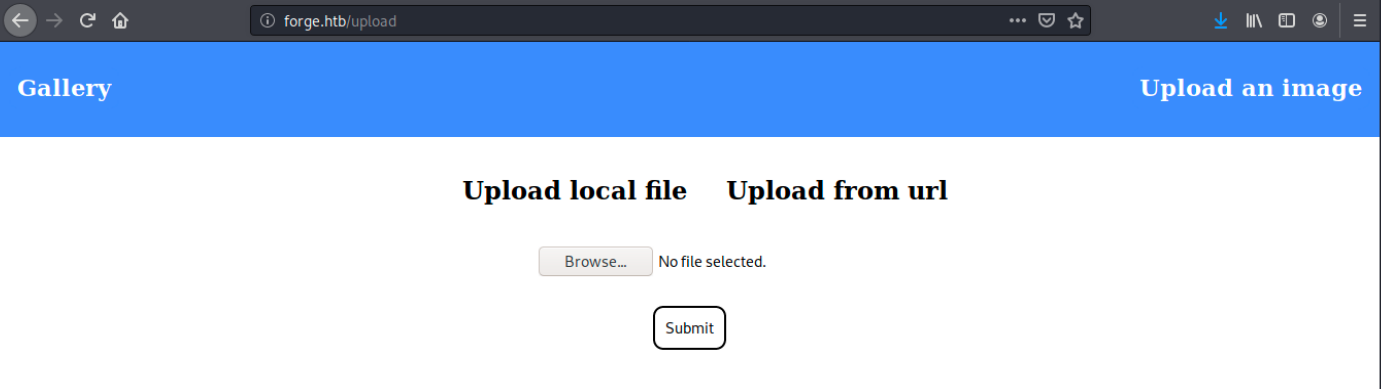 forge.htb/upload
Gallery Upload an image
Upload local file Upload from url
Browse... No file selected.
Submit